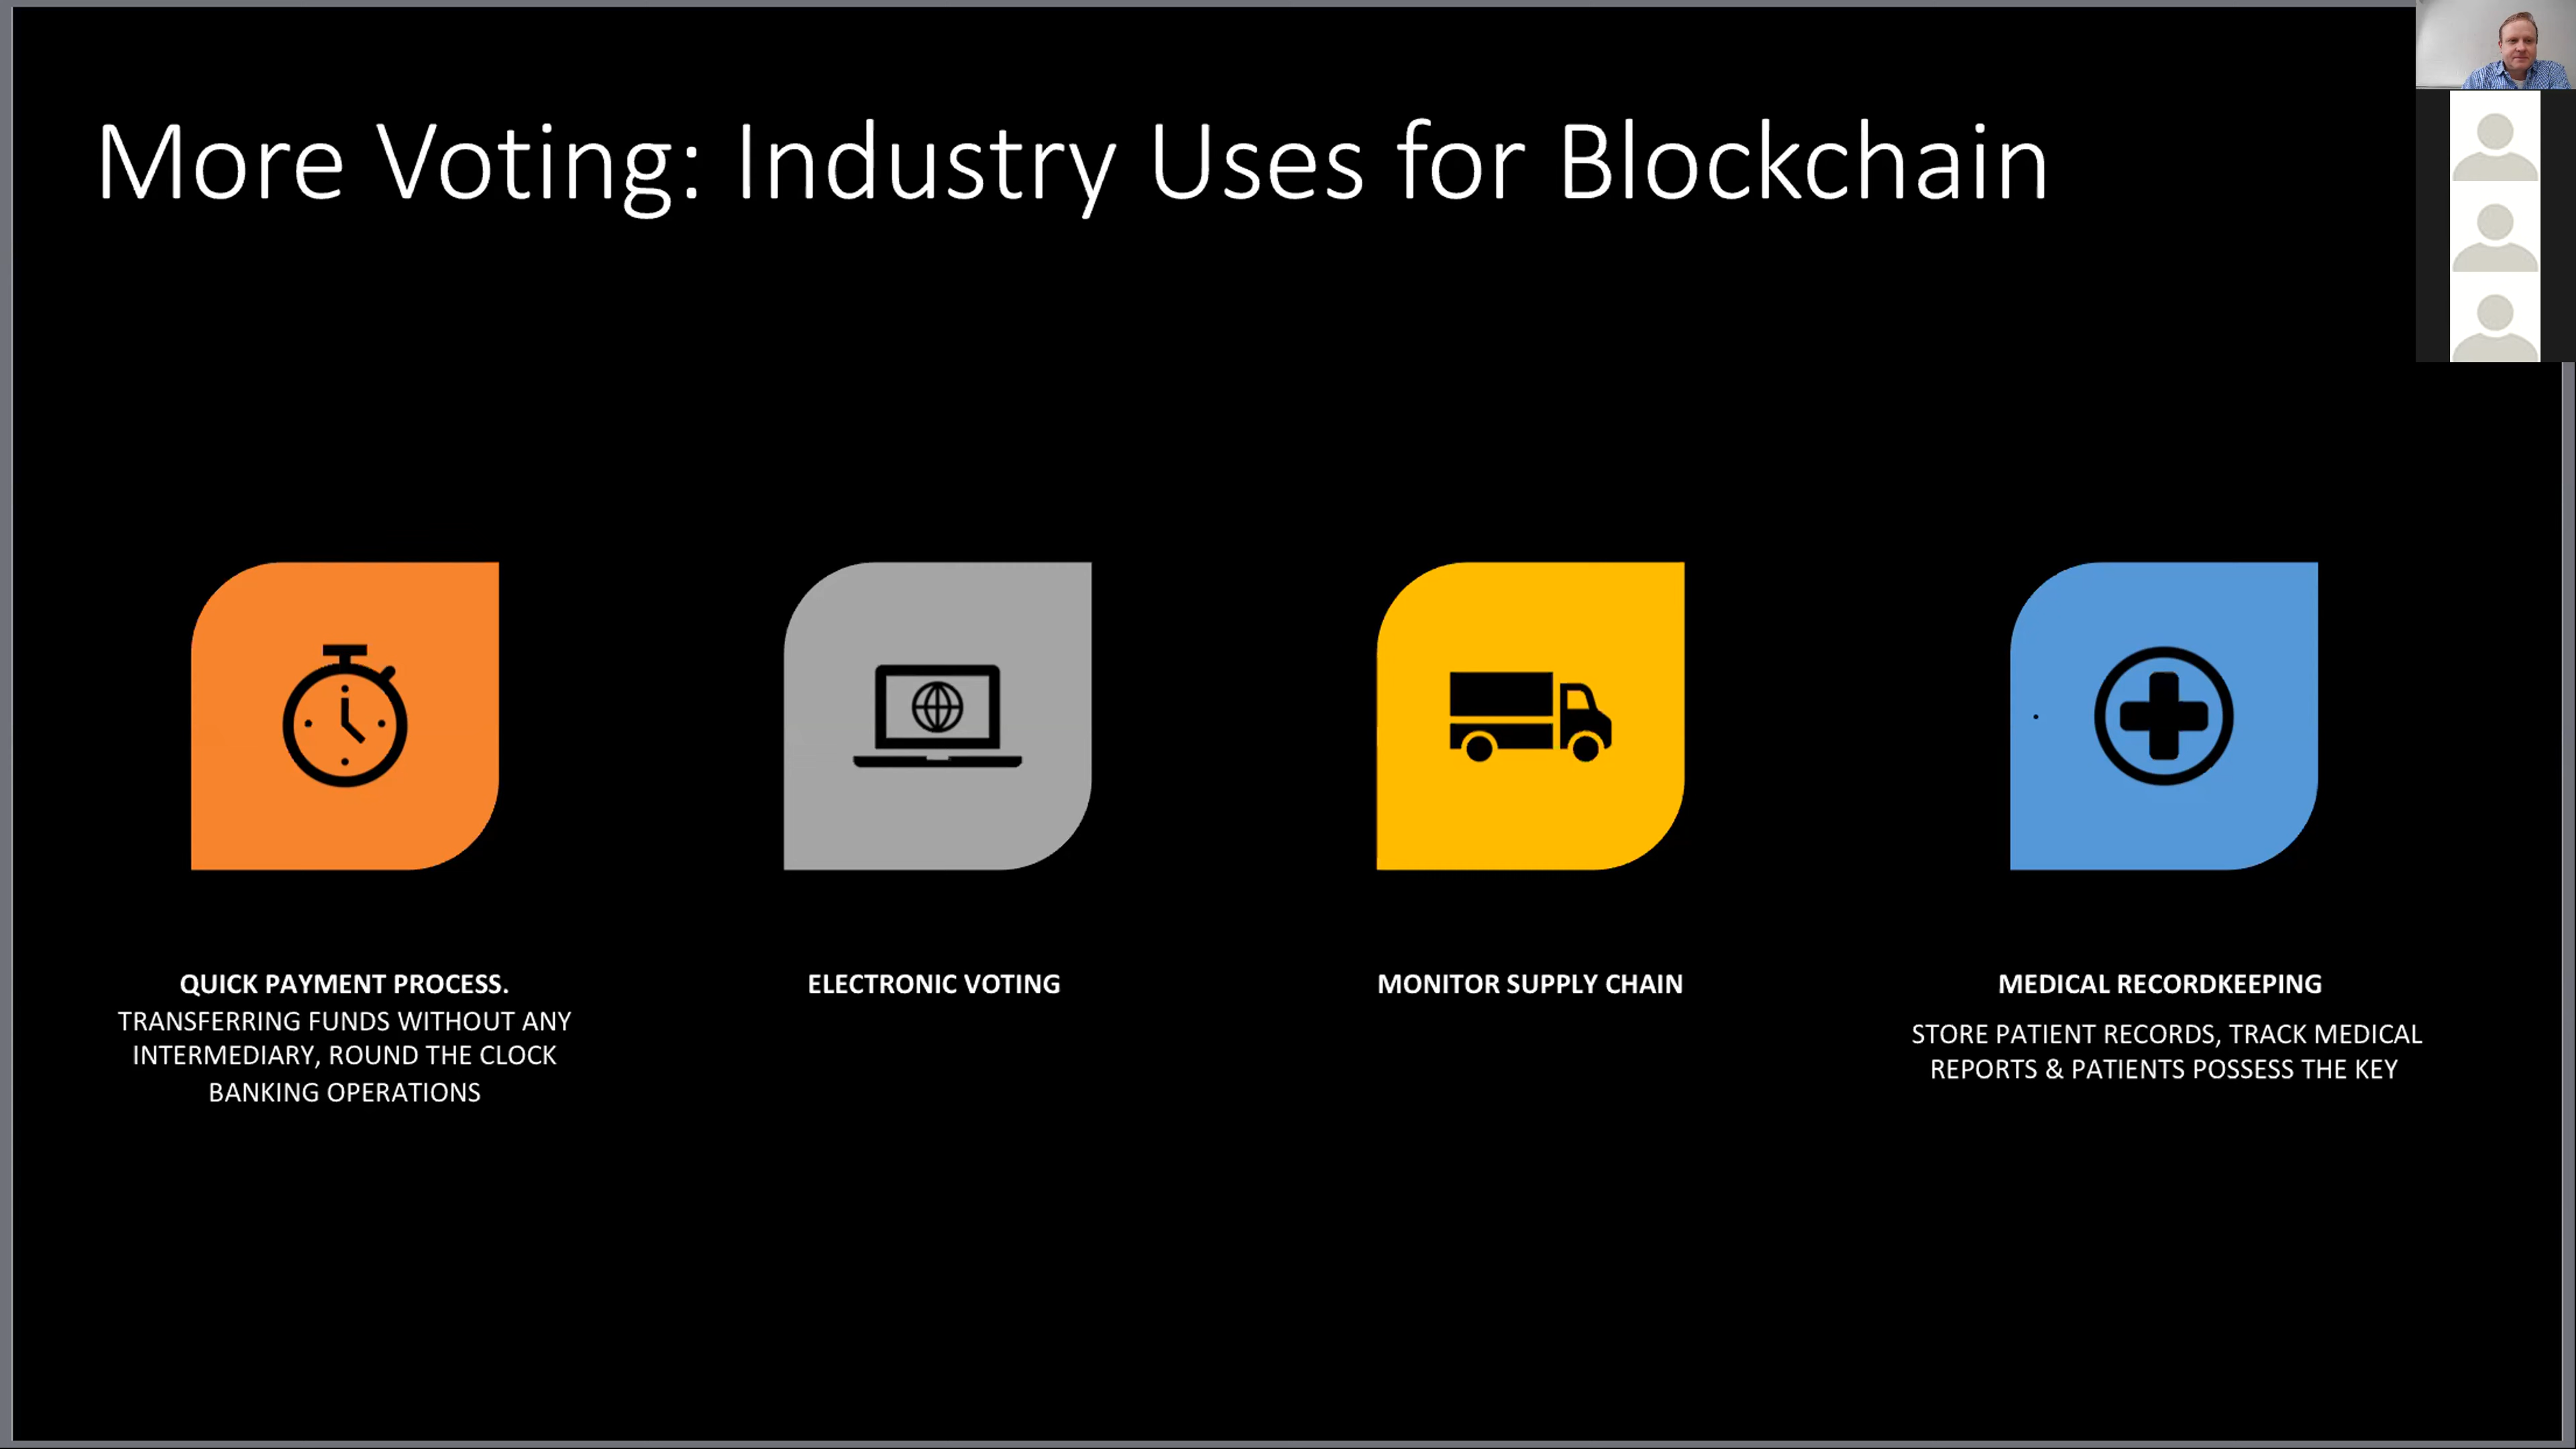 More Voting: Industry Uses for Blockchain
QUICK PAYMENT PROCESS.
TRANSFERRING FUNDS WITHOUT ANY
INTERMEDIARY, ROUND THE CLOCK
BANKING OPERATIONS
ELECTRONIC VOTING
MONITOR SUPPLY CHAIN
MEDICAL RECORDKEEPING
STORE PATIENT RECORDS, TRACK MEDICAL
REPORTS & PATIENTS POSSESS THE KEY